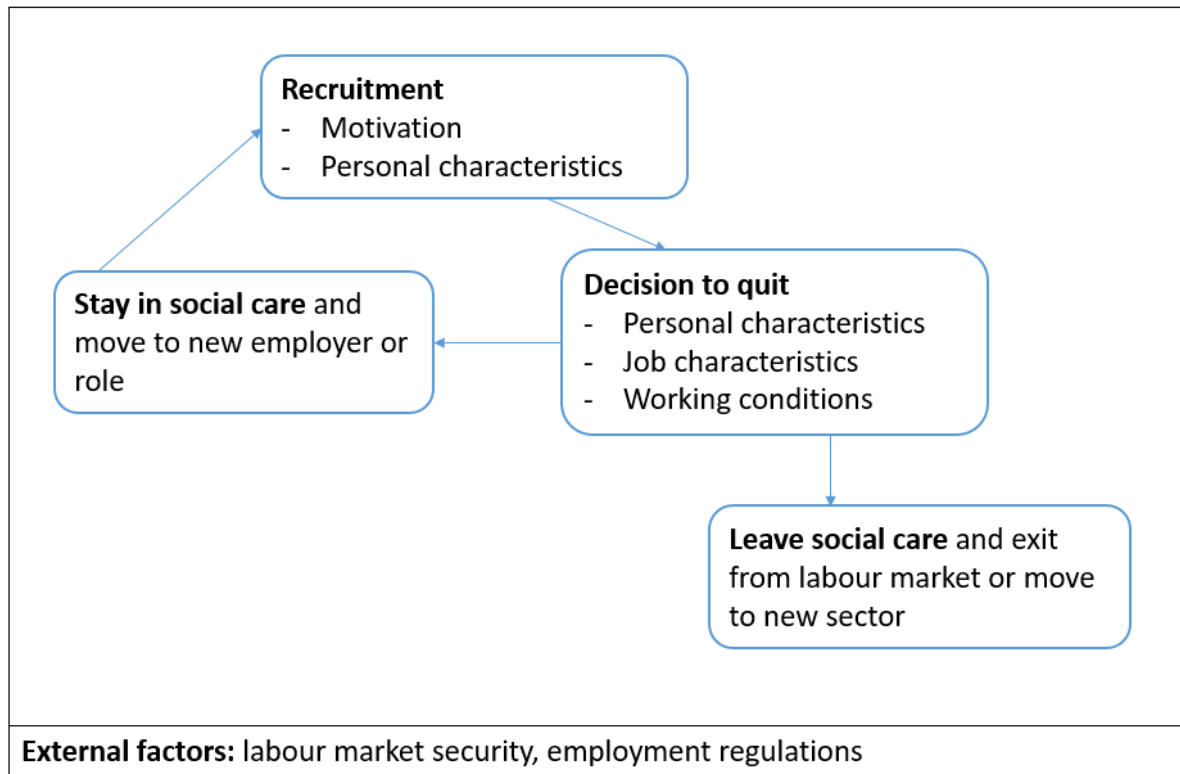 Recruitment
- Motivation
- Personal characteristics
Decision to quit
- Personal characteristics
- Job characteristics
- Working conditions
Stay in social care and
move to new employer or
role
Leave social care and exit
from labour market or move
to new sector
External factors: labour market security, employment regulations